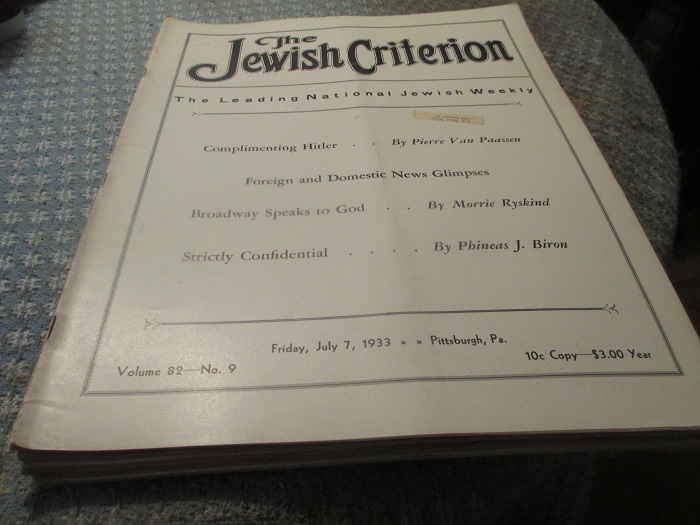 The
Jewish Criterion
The Leading National Jewish Weekly
Complimenting Hitler . . By Pierre Van Paassen
Foreign and Domestic News Glimpses
Broadway Speaks to God . . By Morrie Ryskind
Strictly Confidential . . . . By Phineas J. Biron
Friday, July 7, 1933 » » Pittsburgh, Pa.
Volume 82—No. 9
10c Copy—$3.00 Year